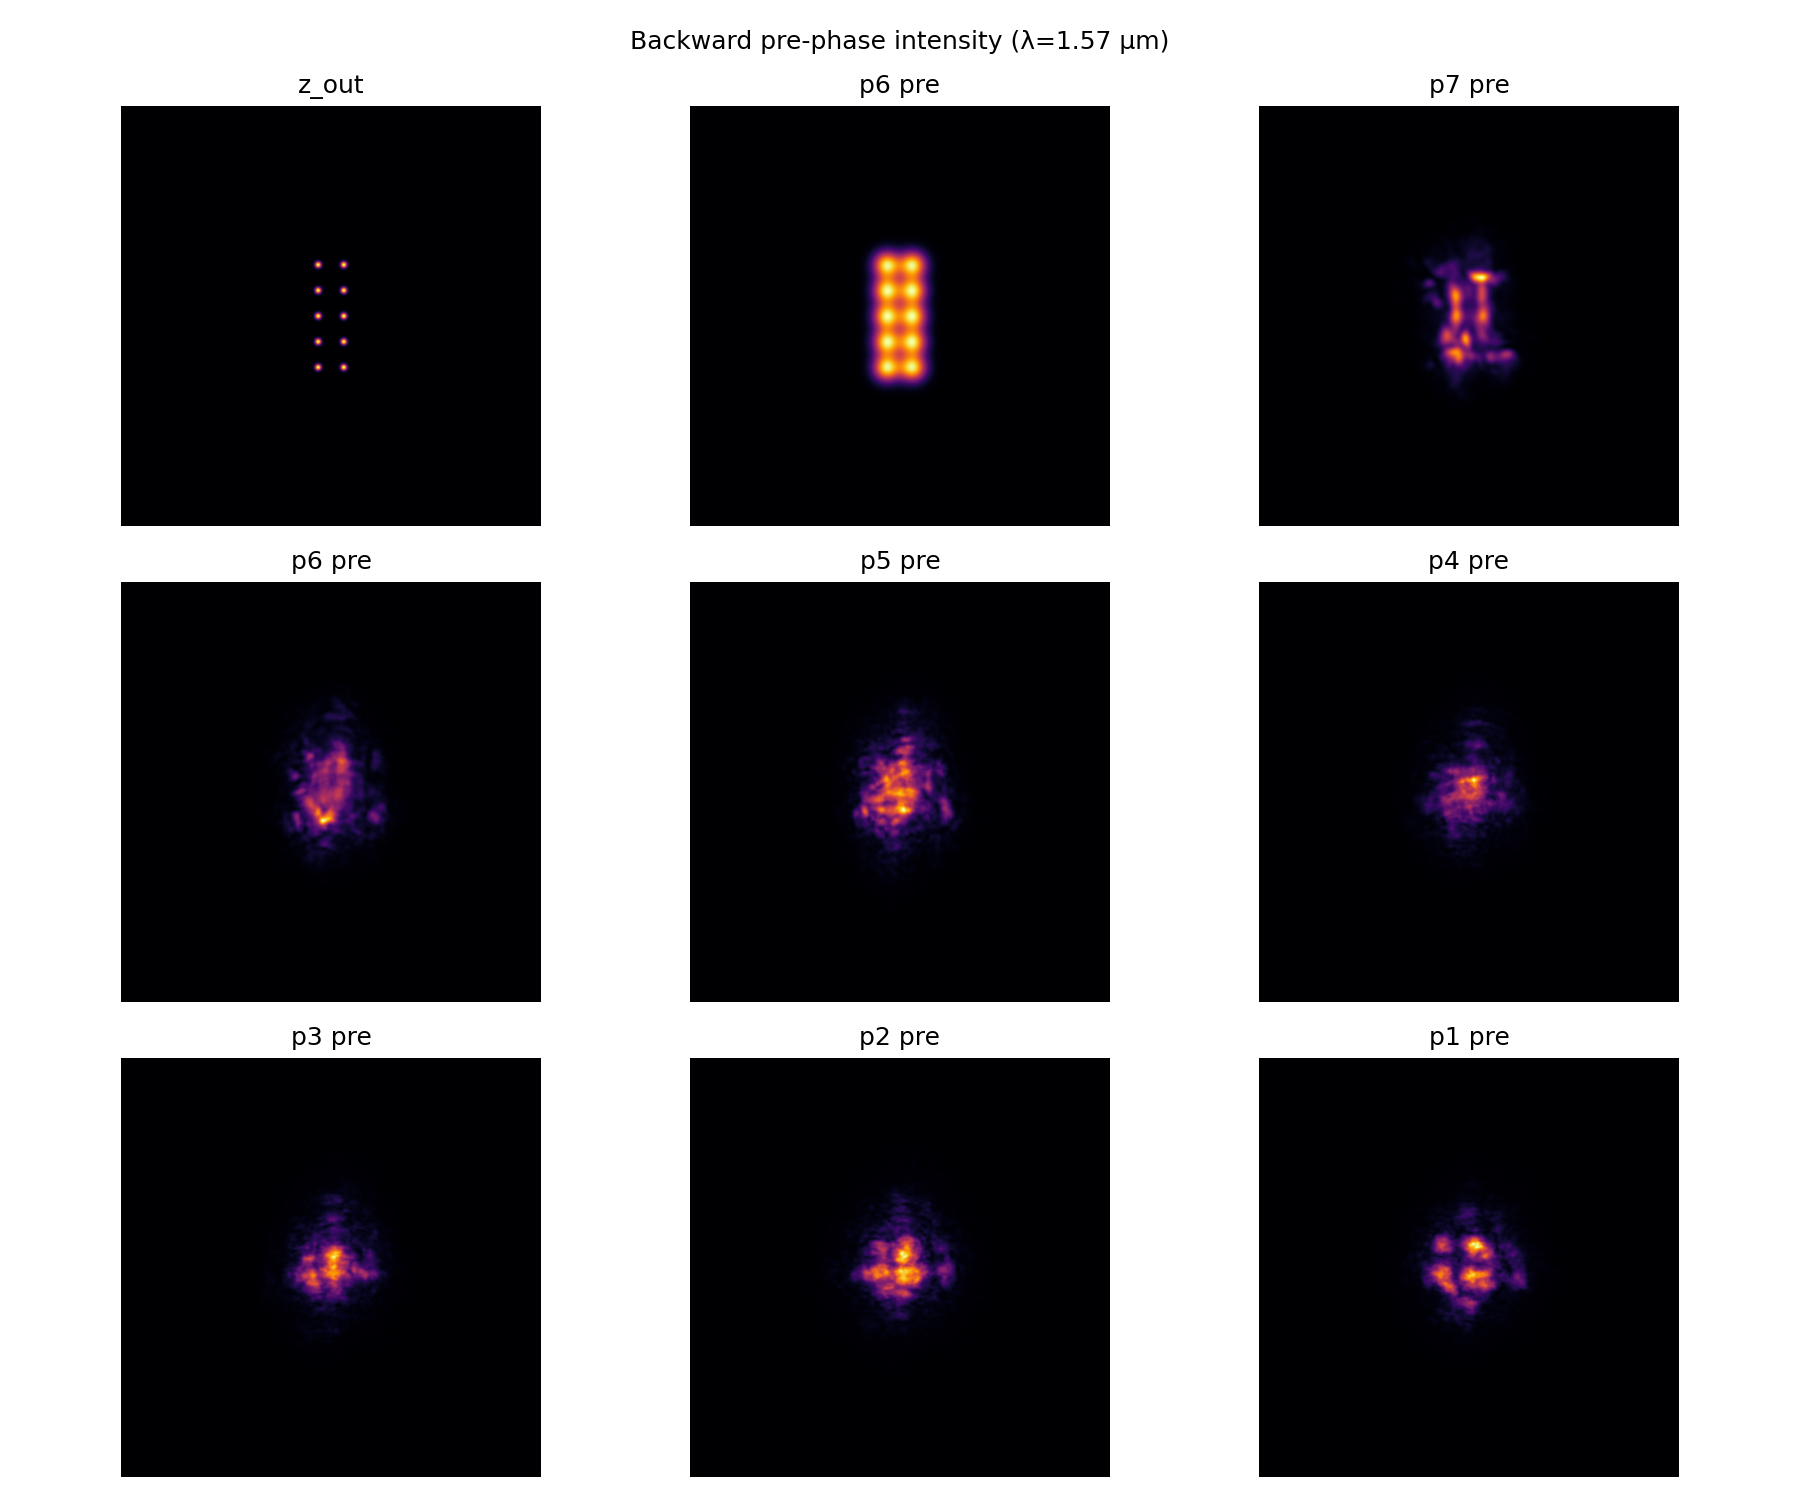 Backward pre-phase intensity (λ=1.57 μm)
z_out
p6 pre
p7 pre
p6 pre
p5 pre
p4 pre
p3 pre
p2 pre
p1 pre